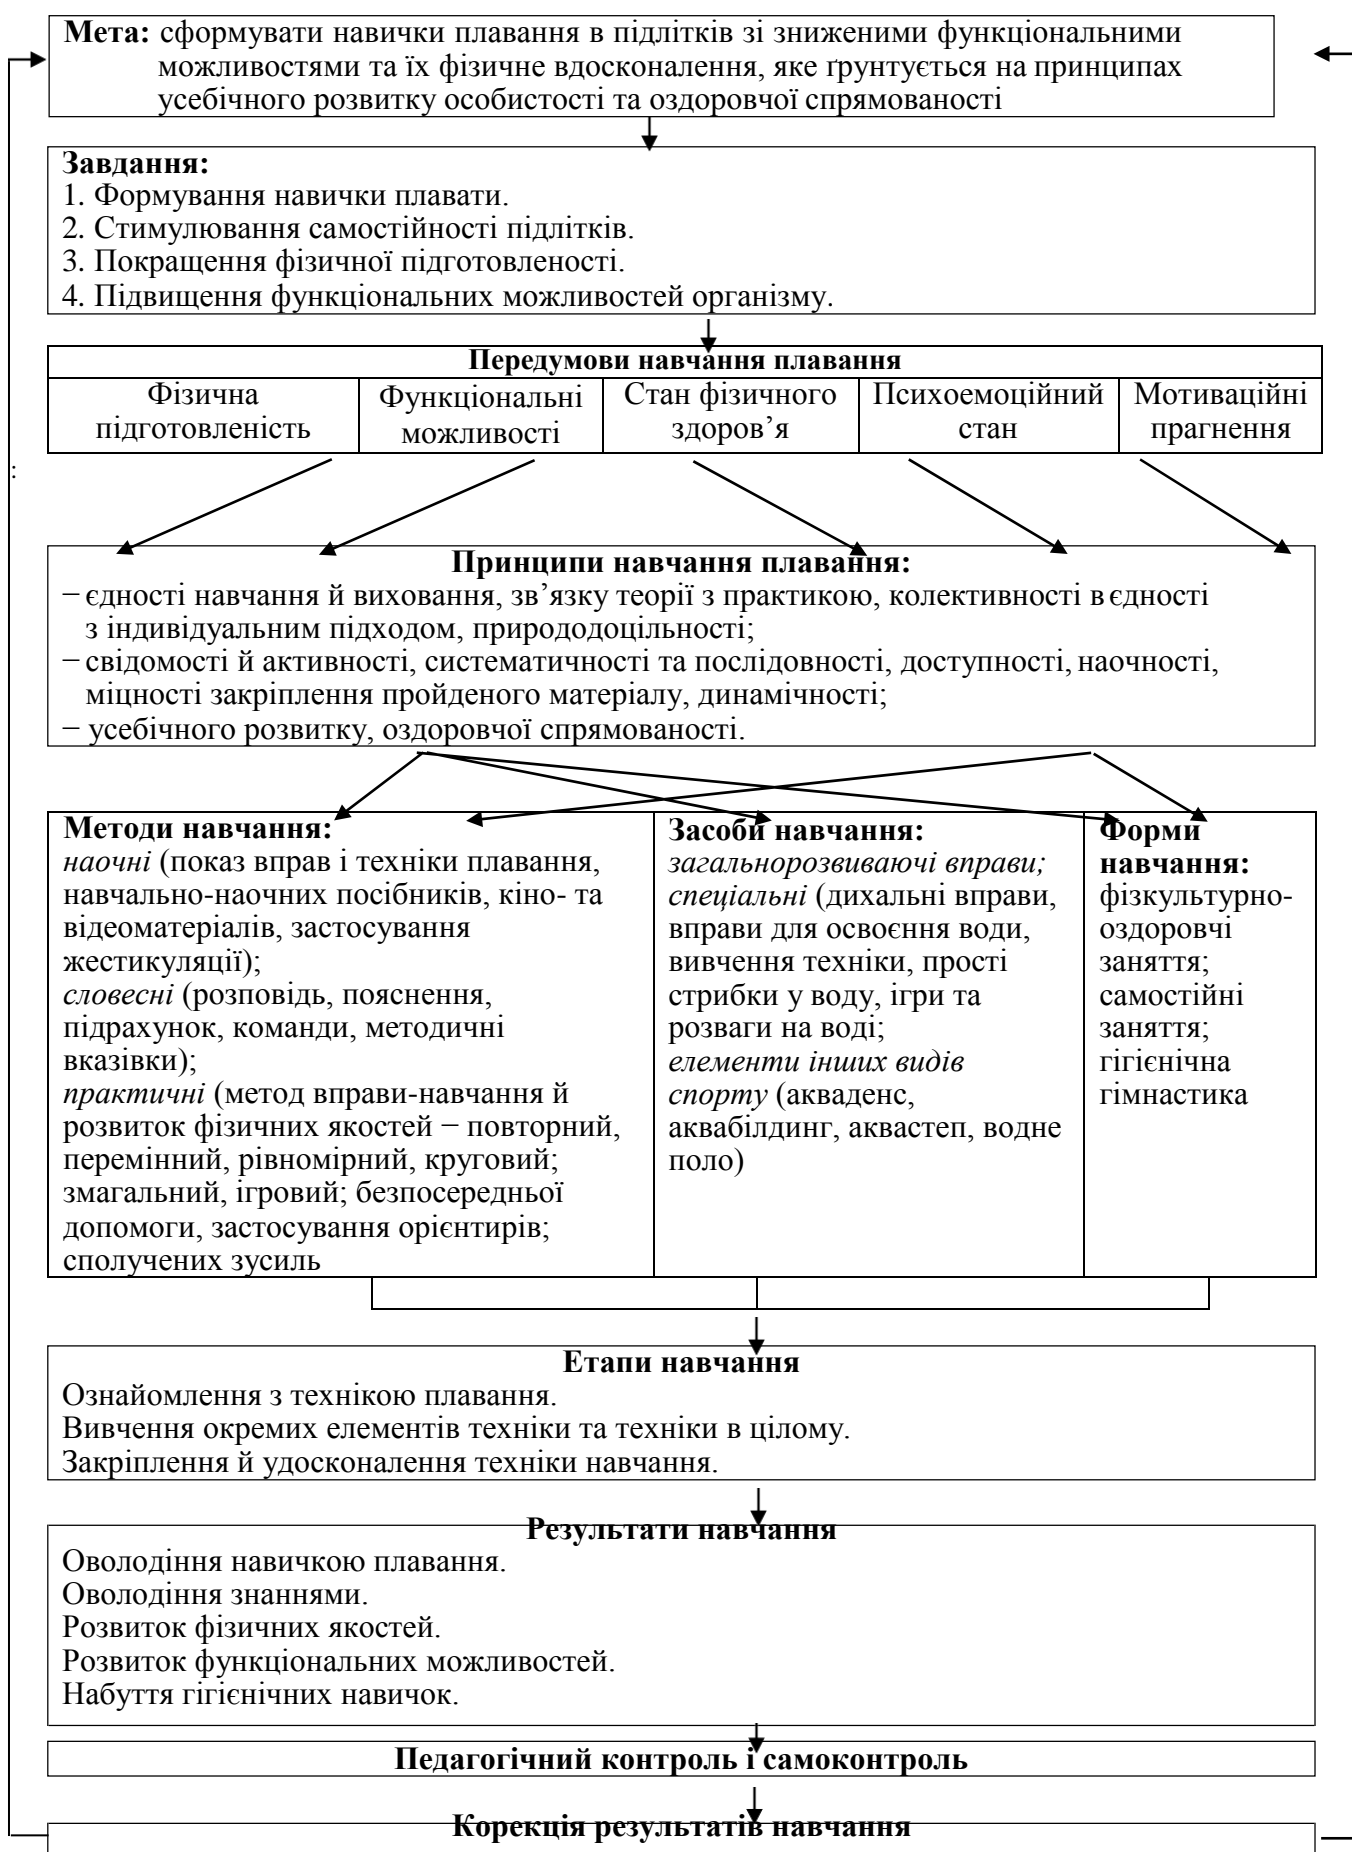 Мета: сформувати навички плавання в підлітків зі зниженими функціональними
можливостями та їх фізичне вдосконалення, яке ґрунтується на принципах
усебічного розвитку особистості та оздоровчої спрямованості
Завдання:
1. Формування навички плавати.
2. Стимулювання самостійності підлітків.
3. Покращення фізичної підготовленості.
4. Підвищення функціональних можливостей організму.
Передумови навчання плавання
Фізична
підготовленість
Функціональні
можливості
Стан фізичного
здоров’я
Психоемоційний
стан
Мотиваційні
прагнення
:
Принципи навчання плавання:
− єдності навчання й виховання, зв’язку теорії з практикою, колективності в єдності
з індивідуальним підходом, природодоцільності;
− свідомості й активності, систематичності та послідовності, доступності, наочності,
міцності закріплення пройденого матеріалу, динамічності;
− усебічного розвитку, оздоровчої спрямованості.
Методи навчання:
наочні (показ вправ і техніки плавання,
навчально-наочних посібників, кіно- та
відеоматеріалів, застосування
жестикуляції);
словесні (розповідь, пояснення,
підрахунок, команди, методичні
вказівки);
практичні (метод вправи-навчання й
розвиток фізичних якостей − повторний,
перемінний, рівномірний, круговий;
змагальний, ігровий; безпосередньої
допомоги, застосування орієнтирів;
сполучених зусиль
Засоби навчання:
загальнорозвиваючі вправи;
спеціальні (дихальні вправи,
вправи для освоєння води,
вивчення техніки, прості
стрибки у воду, ігри та
розваги на воді;
елементи інших видів
спорту (акваденс,
аквабілдинг, аквастеп, водне
поло)
Форми
навчання:
фізкультурно-
оздоровчі
заняття;
самостійні
заняття;
гігієнічна
гімнастика
Етапи навчання
Ознайомлення з технікою плавання.
Вивчення окремих елементів техніки та техніки в цілому.
Закріплення й удосконалення техніки навчання.
Результати навчання
Оволодіння навичкою плавання.
Оволодіння знаннями.
Розвиток фізичних якостей.
Розвиток функціональних можливостей.
Набуття гігієнічних навичок.
Педагогічний контроль і самоконтроль
Корекція результатів навчання